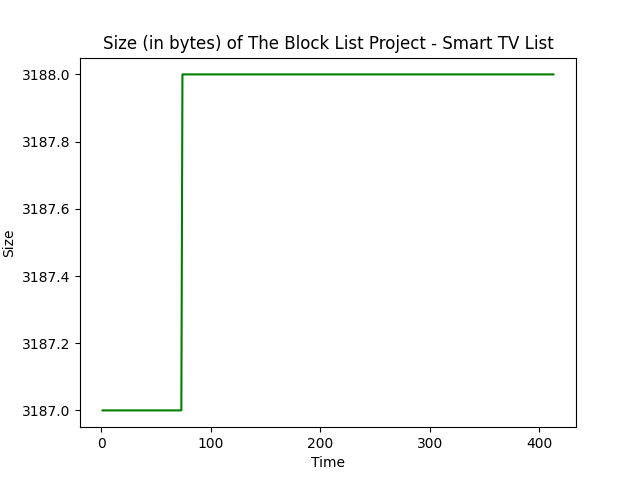 Size (in bytes) of The Block List Project - Smart TV List
3188.0
3187.8
3187.6
3187.4
3187.2
3187.0
Size
0 100 200 300 400
Time